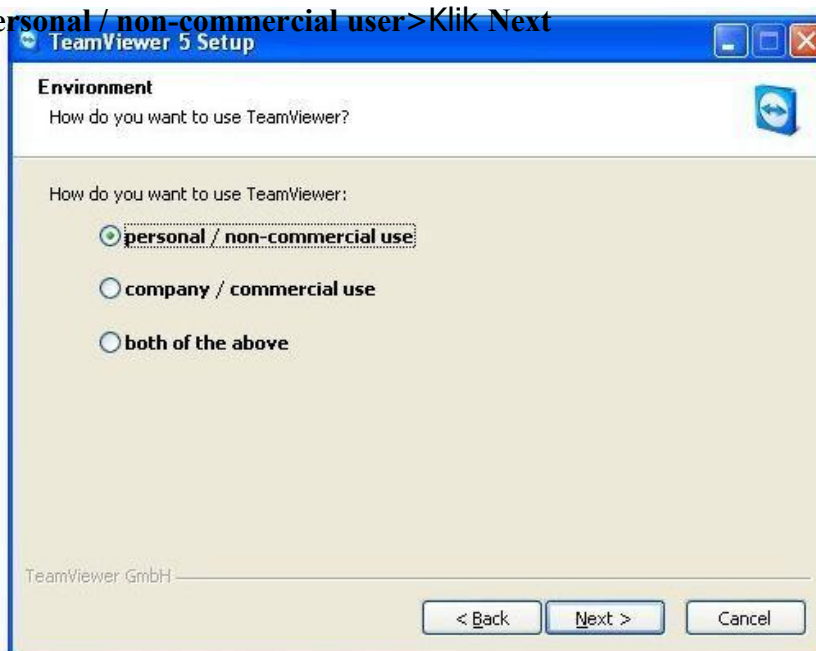 ersonal / non-commercial user>Klik Next
TeamViewer 5 Setup
Environment
How do you want to use TeamViewer?
How do you want to use TeamViewer:
personal / non-commercial use
company / commercial use
both of the above
TeamViewer GmbH
< Back Next > Cancel